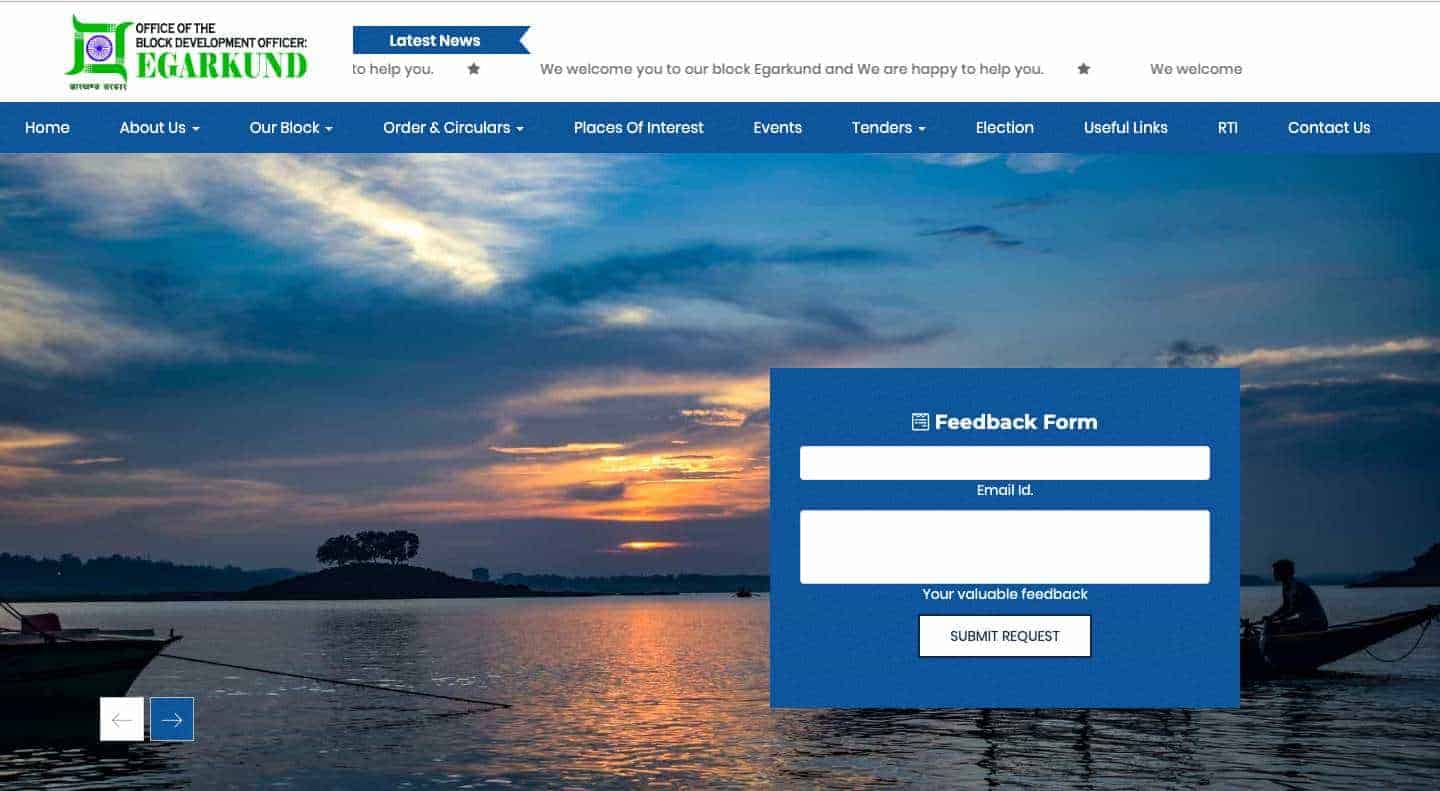 OFFICE OF THE
BLOCK DEVELOPMENT OFFICER:
EGARKUND
झारखण्ड सरकार
Latest News
to help you. We welcome you to our block Egarkund and We are happy to help you. We welcome
Home About Us Our Block Order & Circulars Places Of Interest Events Tenders Election Useful Links RTI Contact Us
Feedback Form
Email Id.
Your valuable feedback
SUBMIT REQUEST